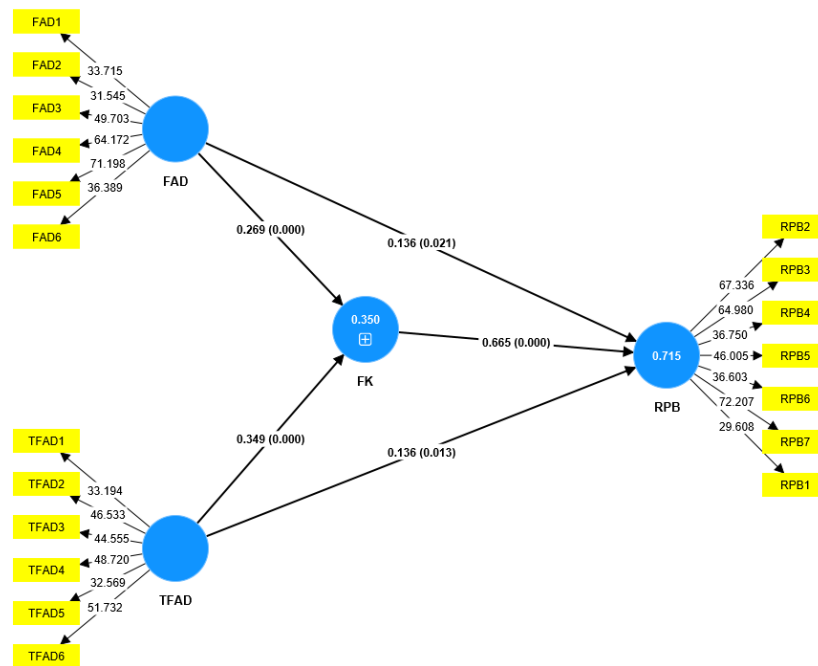 FAD1
FAD2
FAD3
FAD4
FAD5
FAD6
33.715
31.545
49.703
64.172
71.198
36.389
FAD
0.269 (0.000)
0.136 (0.021)
0.350
FK
0.665 (0.000)
0.349 (0.000)
0.136 (0.013)
0.715
RPB
RPB2
RPB3
RPB4
RPB5
RPB6
RPB7
RPB1
67.336
64.980
36.750
46.005
36.603
72.207
29.608
TFAD1
TFAD2
TFAD3
TFAD4
TFAD5
TFAD6
33.194
46.533
44.555
48.720
32.569
51.732
TFAD